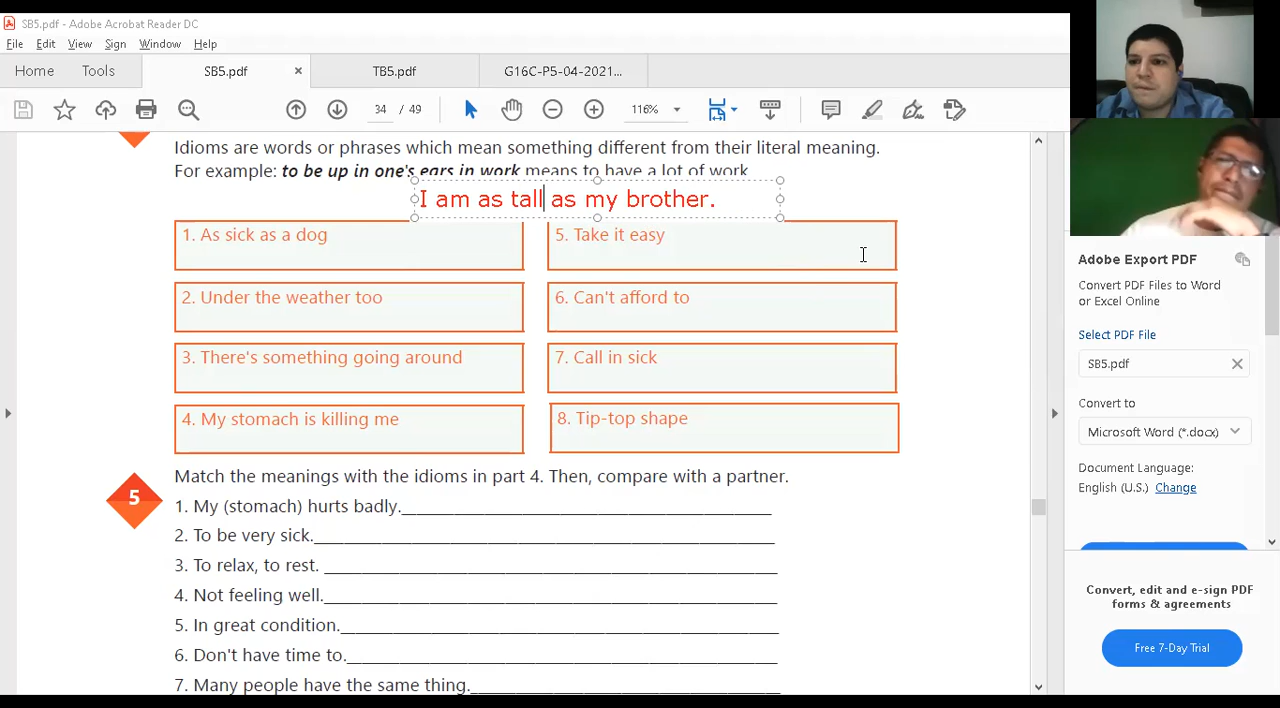 SB5.pdf - Adobe Acrobat Reader DC
File Edit View Sign Window Help
Home Tools SB5.pdf × TB5.pdf G16C-P5-04-2021...
34 / 49 116%
Idioms are words or phrases which mean something different from their literal meaning.
For example: to be up in one's ears in work means to have a lot of work
I am as tall as my brother.
1. As sick as a dog
5. Take it easy
2. Under the weather too
6. Can't afford to
3. There's something going around
7. Call in sick
4. My stomach is killing me
8. Tip-top shape
5 Match the meanings with the idioms in part 4. Then, compare with a partner.
1. My (stomach) hurts badly.
2. To be very sick.
3. To relax, to rest.
4. Not feeling well.
5. In great condition.
6. Don't have time to.
7. Many people have the same thing.
Adobe Export PDF
Convert PDF Files to Word
or Excel Online
Select PDF File
SB5.pdf
Convert to
Microsoft Word (*.docx)
Document Language:
English (U.S.) Change
Convert, edit and e-sign PDF
forms & agreements
Free 7-Day Trial